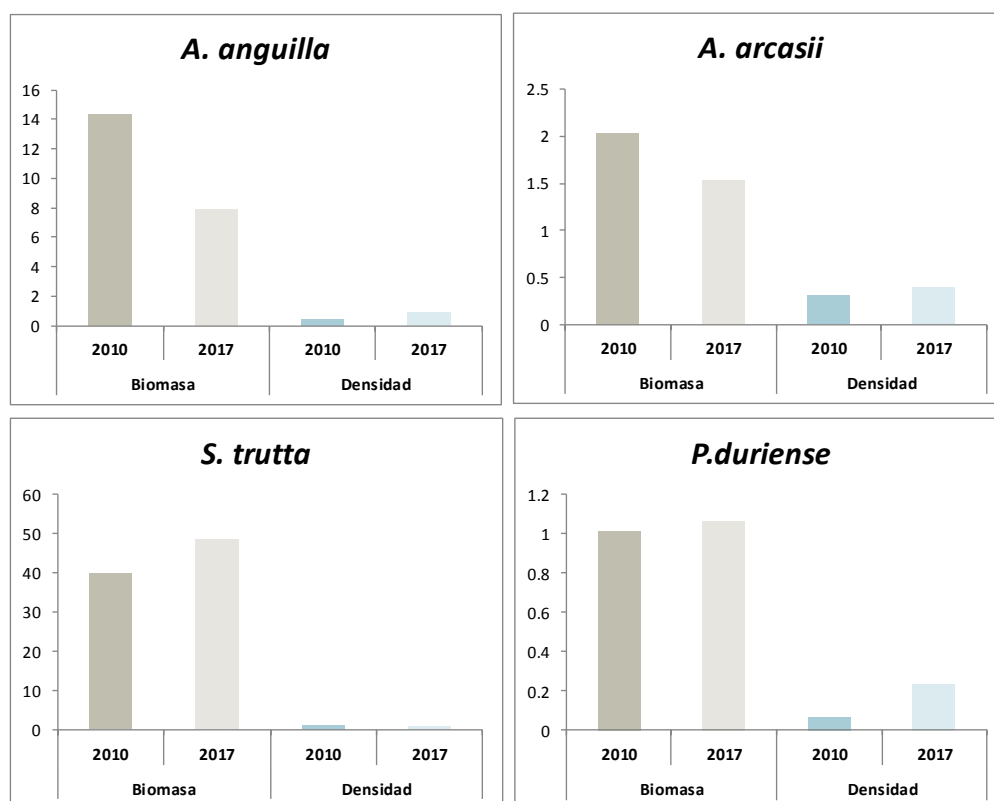 A. anguilla
16
14
12
10
8
6
4
2
0
2010 2017 2010 2017
Biomasa Densidad
A. arcasii
2.5
2
1.5
1
0.5
0
2010 2017 2010 2017
Biomasa Densidad
S. trutta
60
50
40
30
20
10
0
2010 2017 2010 2017
Biomasa Densidad
P.duriense
1.2
1
0.8
0.6
0.4
0.2
0
2010 2017 2010 2017
Biomasa Densidad